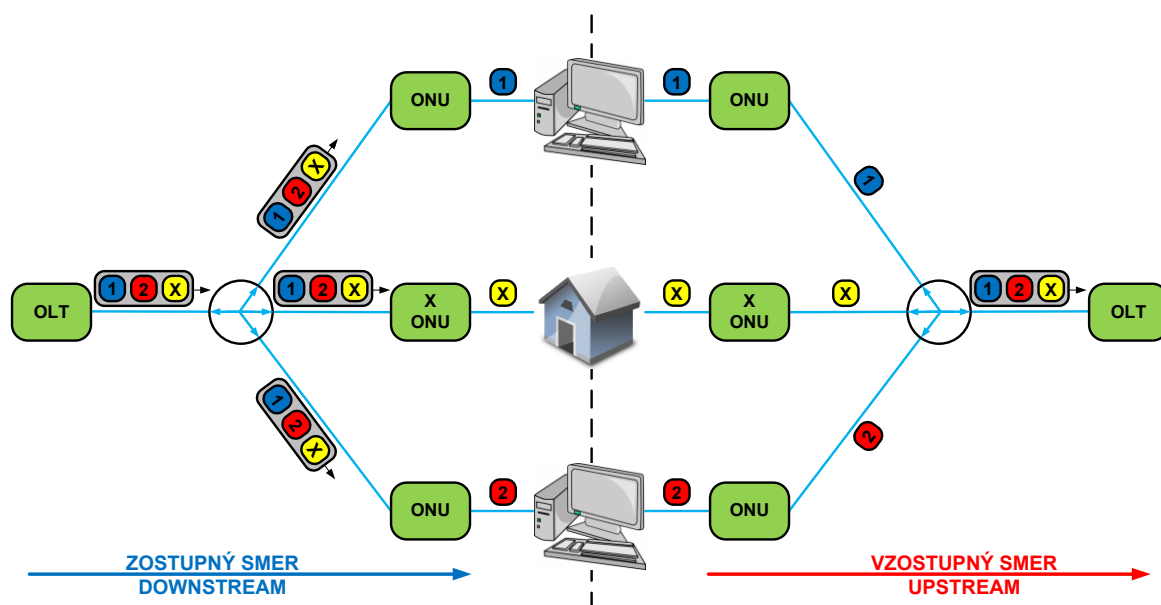 1
1
ONU
ONU
1 2 X
1
1 2 X
1 2 X
X
X
X
1 2 X
OLT
X
ONU
X
ONU
OLT
1 2 X
2
2
2
ONU
ONU
ZOSTUPNÝ SMER
DOWNSTREAM
VZOSTUPNÝ SMER
UPSTREAM